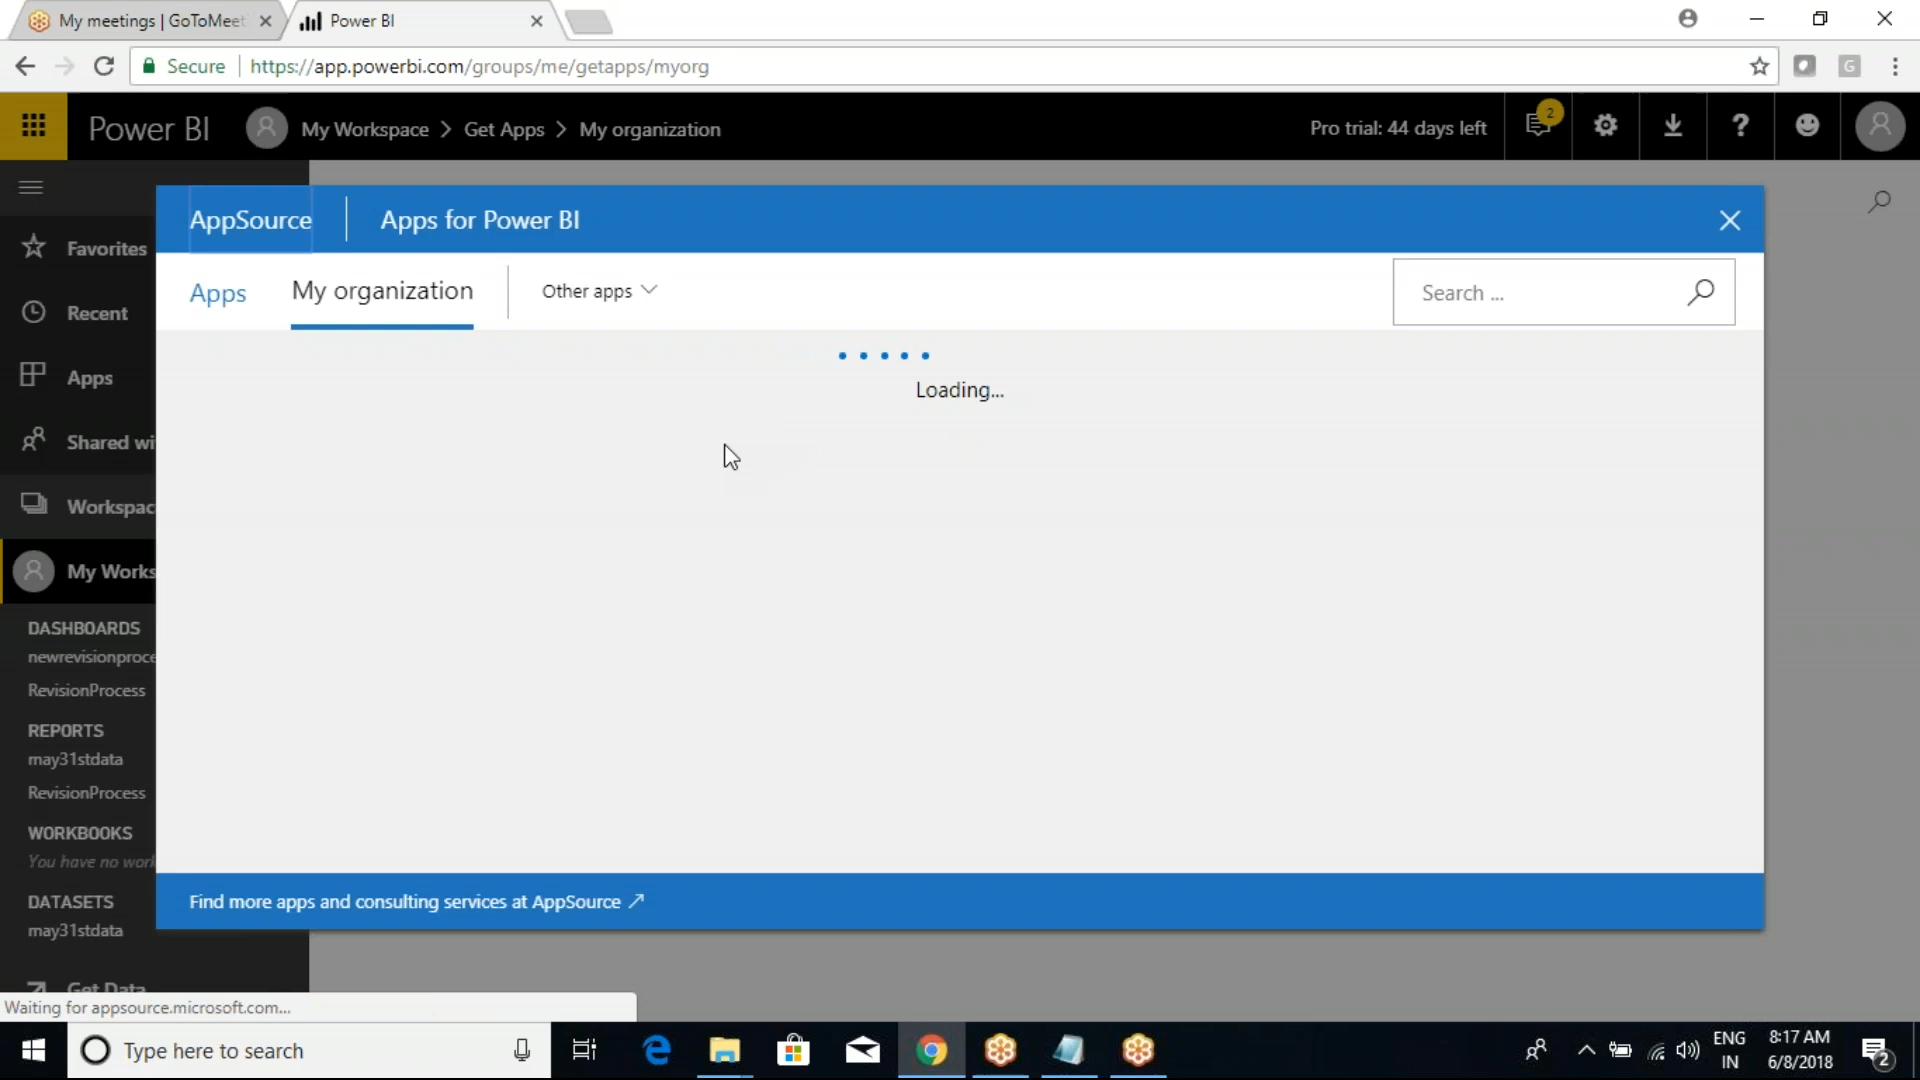 My meetings | GoToMeet
Power BI
Secure
https://app.powerbi.com/groups/me/getapps/myorg
G
Power BI
My Workspace
Get Apps
My organization
Pro trial: 44 days left
2
?
AppSource
Apps for Power BI
Favorites
Apps
My organization
Other apps
Search ...
Recent
Loading...
Apps
Shared wi
Workspac
My Works
DASHBOARDS
newrevisionproce
RevisionProcess
REPORTS
may31stdata
RevisionProcess
WORKBOOKS
You have no work
DATASETS
Find more apps and consulting services at AppSource
may31stdata
Get Data
Waiting for appsource.microsoft.com...
Type here to search
ENG
IN
8:17 AM
6/8/2018
2